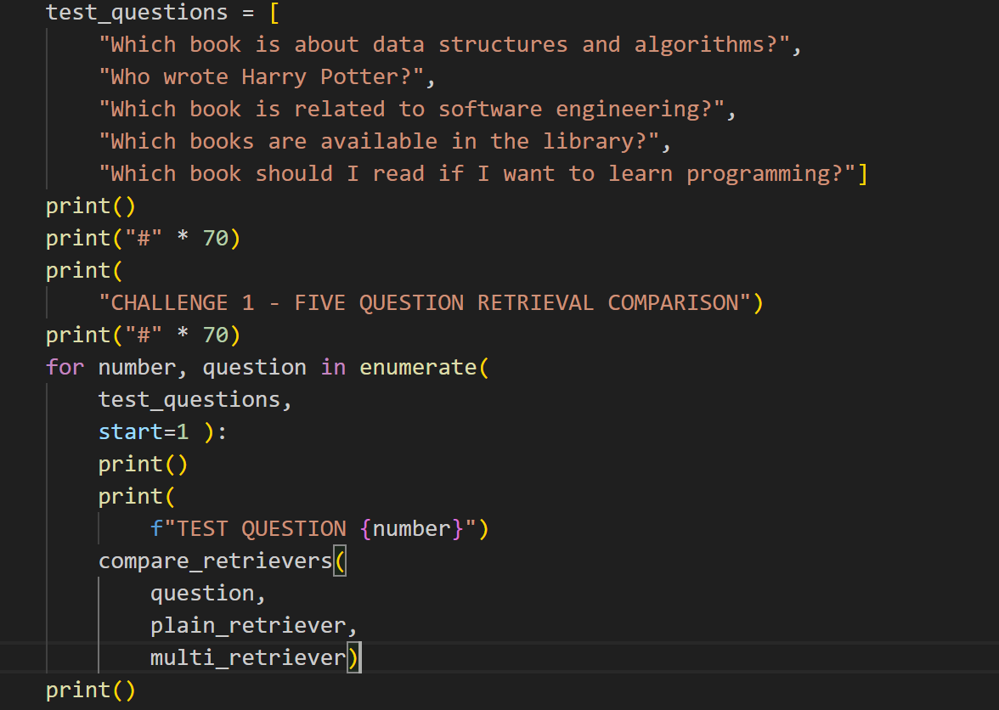 test_questions = [
    "Which book is about data structures and algorithms?",
    "Who wrote Harry Potter?",
    "Which book is related to software engineering?",
    "Which books are available in the library?",
    "Which book should I read if I want to learn programming?"]
print()
print("#" * 70)
print(
    "CHALLENGE 1 - FIVE QUESTION RETRIEVAL COMPARISON")
print("#" * 70)
for number, question in enumerate(
    test_questions,
    start=1 ):
    print()
    print(
        f"TEST QUESTION {number}")
    compare_retrievers(
        question,
        plain_retriever,
        multi_retriever)
print()